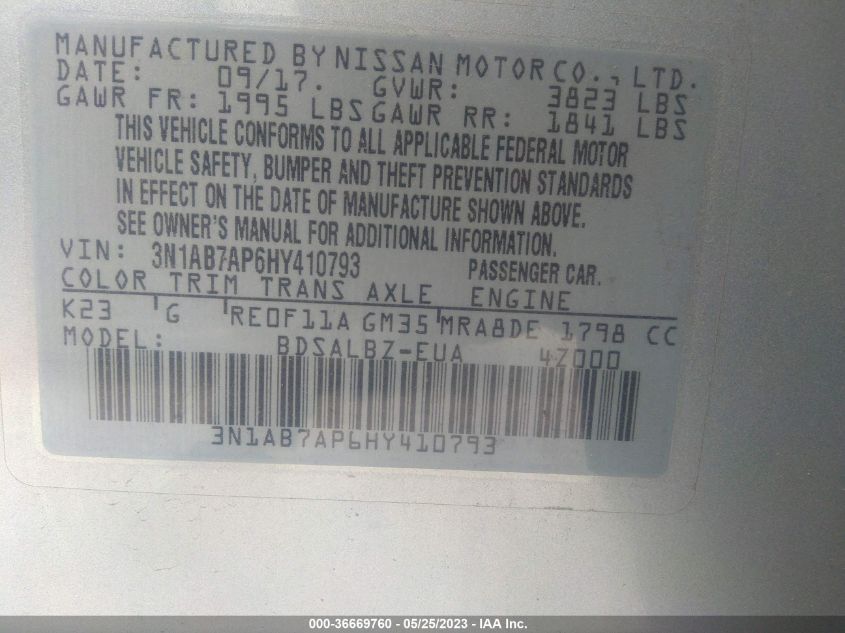 MANUFACTURED BY NISSAN MOTOR CO., LTD.
DATE: 09/17. GVWR: 3823 LBS
GAWR FR: 1995 LBS GAWR RR: 1841 LBS
THIS VEHICLE CONFORMS TO ALL APPLICABLE FEDERAL MOTOR
VEHICLE SAFETY, BUMPER AND THEFT PREVENTION STANDARDS
IN EFFECT ON THE DATE OF MANUFACTURE SHOWN ABOVE.
SEE OWNER'S MANUAL FOR ADDITIONAL INFORMATION.
VIN: 3N1AB7AP6HY410793 PASSENGER CAR.
COLOR TRIM TRANS AXLE ENGINE
K23 G RE0F11A GM35 MRA8DE 1798 CC
MODEL: BDSALBZ-EUA 4Z000
3N1AB7AP6HY410793
000-36669760 - 05/25/2023 - IAA Inc.